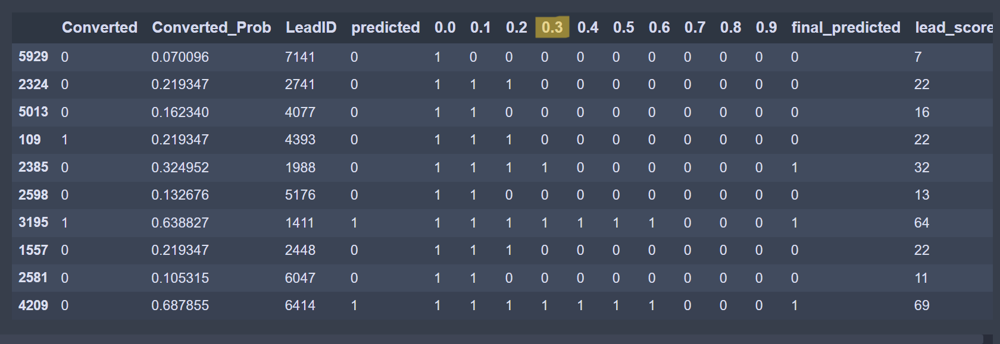 Converted Converted_Prob LeadID predicted 0.0 0.1 0.2 0.3 0.4 0.5 0.6 0.7 0.8 0.9 final_predicted lead_score
5929 0 0.070096 7141 0 1 0 0 0 0 0 0 0 0 0 0 7
2324 0 0.219347 2741 0 1 1 1 0 0 0 0 0 0 0 0 22
5013 0 0.162340 4077 0 1 1 0 0 0 0 0 0 0 0 0 16
109 1 0.219347 4393 0 1 1 1 0 0 0 0 0 0 0 0 22
2385 0 0.324952 1988 0 1 1 1 1 0 0 0 0 0 0 1 32
2598 0 0.132676 5176 0 1 1 0 0 0 0 0 0 0 0 0 13
3195 1 0.638827 1411 1 1 1 1 1 1 1 1 0 0 0 1 64
1557 0 0.219347 2448 0 1 1 1 0 0 0 0 0 0 0 0 22
2581 0 0.105315 6047 0 1 1 0 0 0 0 0 0 0 0 0 11
4209 0 0.687855 6414 1 1 1 1 1 1 1 1 0 0 0 1 69